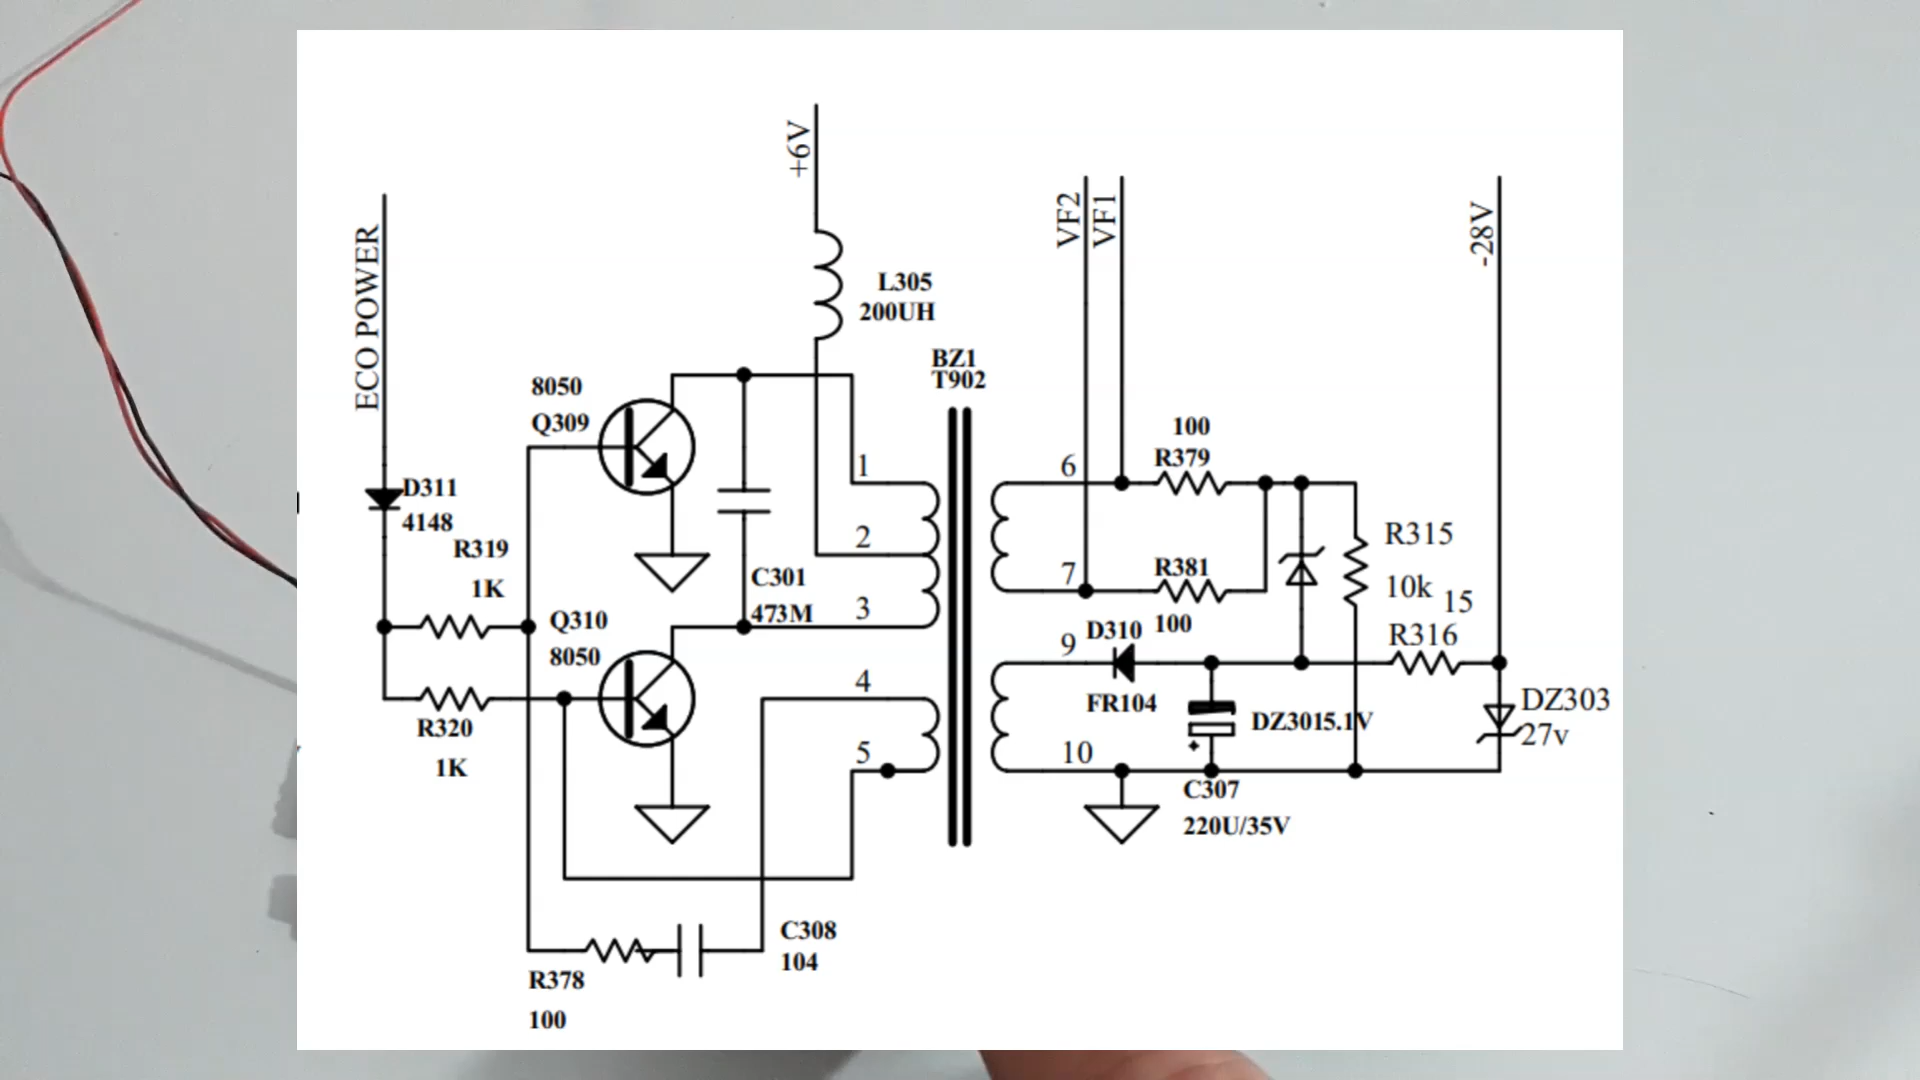 +6V
ECO POWER
VF2
VF1
-28V
L305
200UH
BZ1
T902
8050
Q309
100
R379
1
6
D311
4148
R319
1K
2
R315
10k
7
R381
100
C301
473M
3
15
R316
Q310
8050
9
D310
FR104
4
R320
1K
5
10
DZ3015.1V
DZ303
27v
C307
220U/35V
C308
104
R378
100